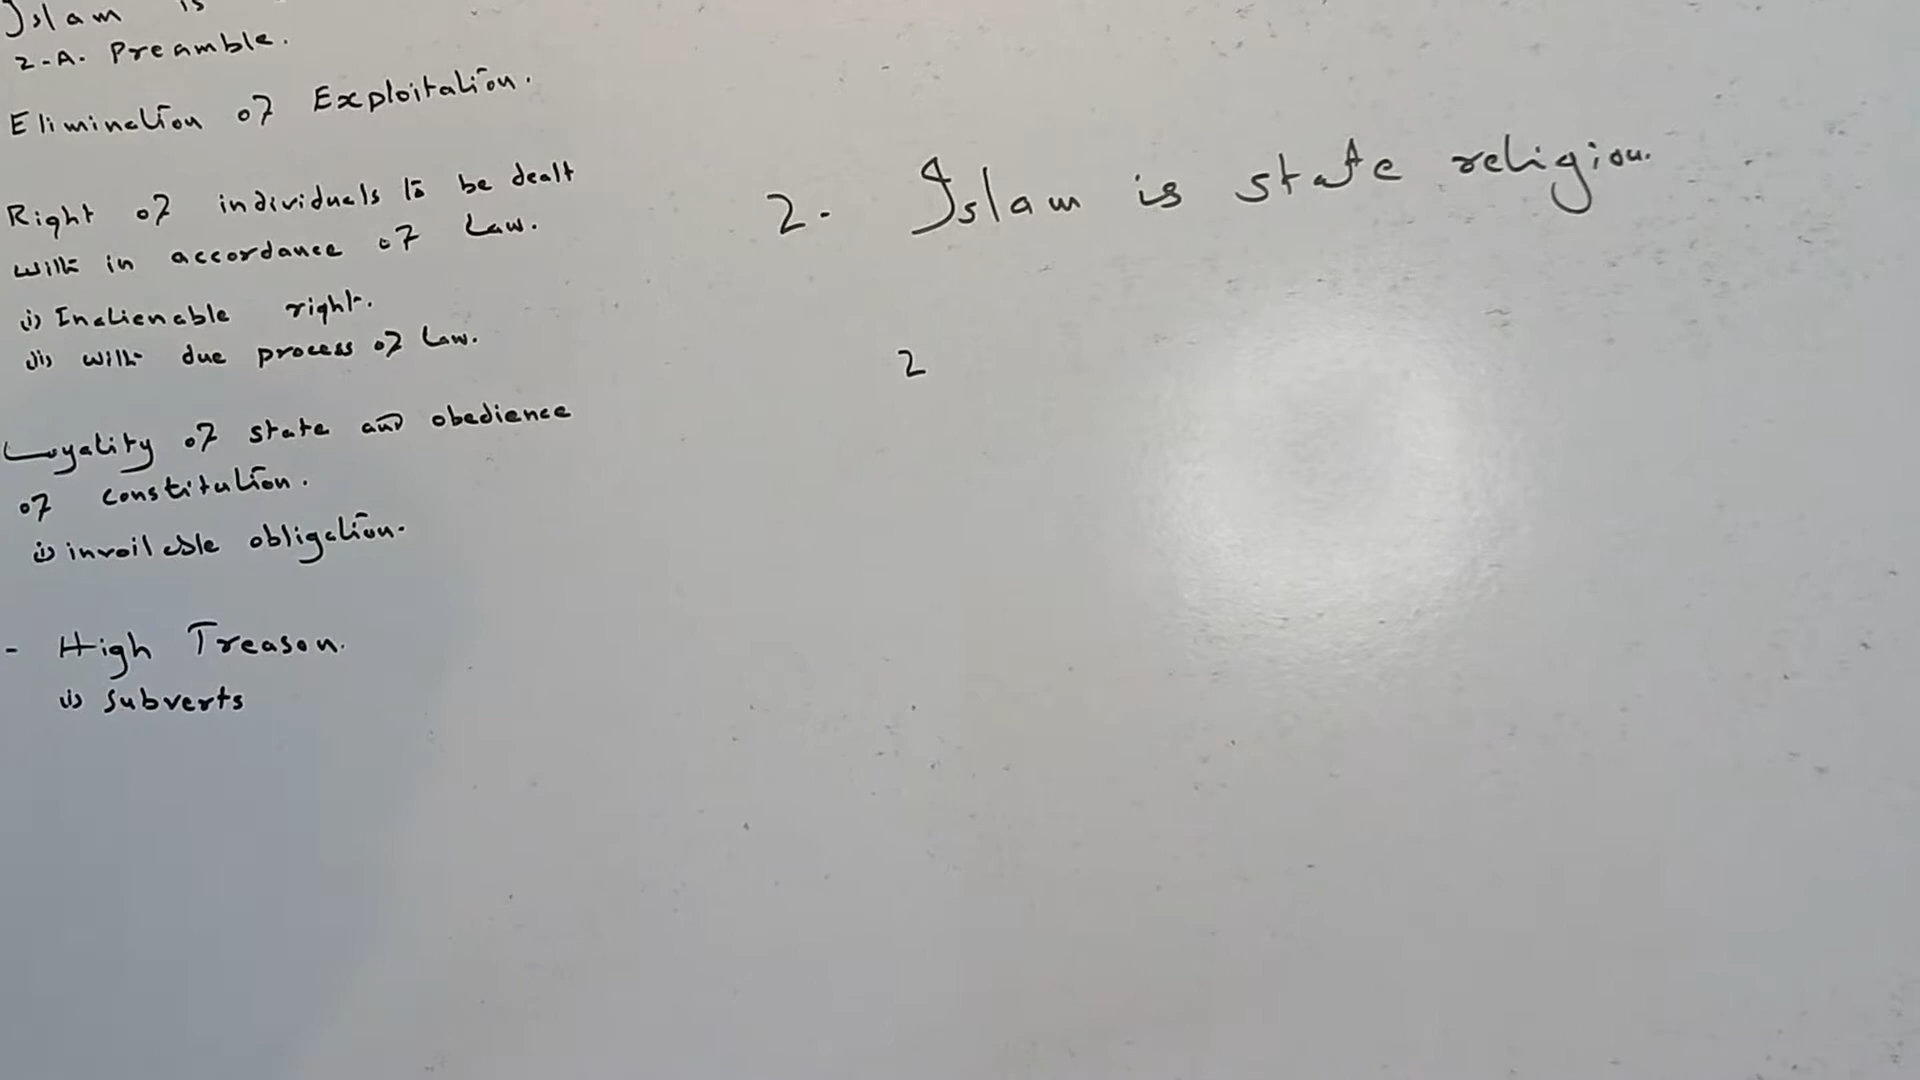 Islam is
2-A. Preamble.
Elimination of Exploitation.
Right of individuals to be dealt
with in accordance of Law.
(i) Inalienable right.
(ii) with due process of Law.
Loyality of state and obedience
of constitution.
(i) invoilable obligation.
- High Treason.
(i) Subverts
2. Islam is state religion.
2